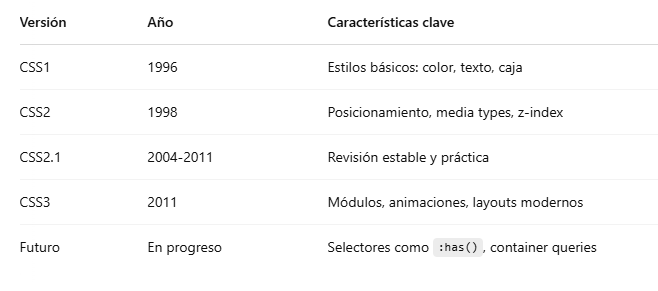 Versión Año Características clave
CSS1 1996 Estilos básicos: color, texto, caja
CSS2 1998 Posicionamiento, media types, z-index
CSS2.1 2004-2011 Revisión estable y práctica
CSS3 2011 Módulos, animaciones, layouts modernos
Futuro En progreso Selectores como :has(), container queries